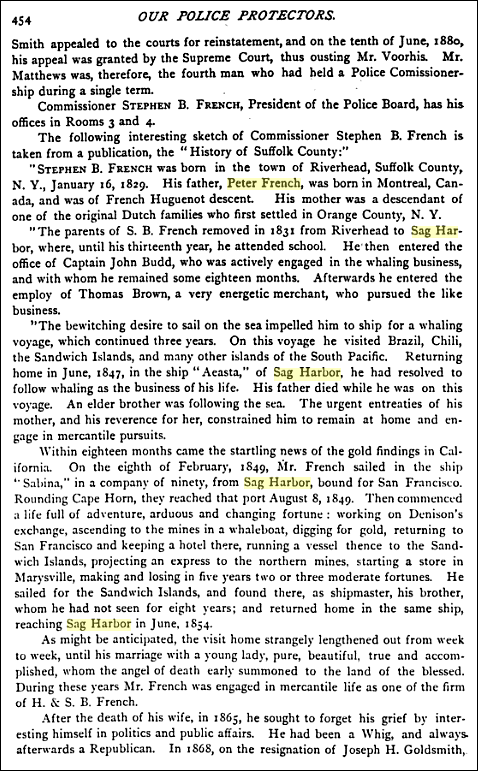 454
OUR POLICE PROTECTORS.
Smith appealed to the courts for reinstatement, and on the tenth of June, 1880,
his appeal was granted by the Supreme Court, thus ousting Mr. Voorhis. Mr.
Matthews was, therefore, the fourth man who had held a Police Comissioner-
ship during a single term.
Commissioner STEPHEN B. FRENCH, President of the Police Board, has his
offices in Rooms 3 and 4.
The following interesting sketch of Commissioner Stephen B. French is
taken from a publication, the "History of Suffolk County:"
"STEPHEN B. FRENCH was born in the town of Riverhead, Suffolk County,
N. Y., January 16, 1829. His father, Peter French, was born in Montreal, Can-
ada, and was of French Huguenot descent. His mother was a descendant of
one of the original Dutch families who first settled in Orange County, N. Y.
"The parents of S. B. French removed in 1831 from Riverhead to Sag Har-
bor, where, until his thirteenth year, he attended school. He then entered the
office of Captain John Budd, who was actively engaged in the whaling business,
and with whom he remained some eighteen months. Afterwards he entered the
employ of Thomas Brown, a very energetic merchant, who pursued the like
business.
"The bewitching desire to sail on the sea impelled him to ship for a whaling
voyage, which continued three years. On this voyage he visited Brazil, Chili,
the Sandwich Islands, and many other islands of the South Pacific. Returning
home in June, 1847, in the ship "Acasta," of Sag Harbor, he had resolved to
follow whaling as the business of his life. His father died while he was on this
voyage. An elder brother was following the sea. The urgent entreaties of his
mother, and his reverence for her, constrained him to remain at home and en-
gage in mercantile pursuits.
Within eighteen months came the startling news of the gold findings in Cal-
ifornia. On the eighth of February, 1849, Mr. French sailed in the ship
"Sabina," in a company of ninety, from Sag Harbor, bound for San Francisco.
Rounding Cape Horn, they reached that port August 8, 1849. Then commenced
a life full of adventure, arduous and changing fortune: working on Denison's
exchange, ascending to the mines in a whaleboat, digging for gold, returning to
San Francisco and keeping a hotel there, running a vessel thence to the Sand-
wich Islands, projecting an express to the northern mines, starting a store in
Marysville, making and losing in five years two or three moderate fortunes. He
sailed for the Sandwich Islands, and found there, as shipmaster, his brother,
whom he had not seen for eight years; and returned home in the same ship,
reaching Sag Harbor in June, 1854.
As might be anticipated, the visit home strangely lengthened out from week
to week, until his marriage with a young lady, pure, beautiful, true and accom-
plished, whom the angel of death early summoned to the land of the blessed.
During these years Mr. French was engaged in mercantile life as one of the firm
of H. & S. B. French.
After the death of his wife, in 1865, he sought to forget his grief by inter-
esting himself in politics and public affairs. He had been a Whig, and always
afterwards a Republican. In 1868, on the resignation of Joseph H. Goldsmith,